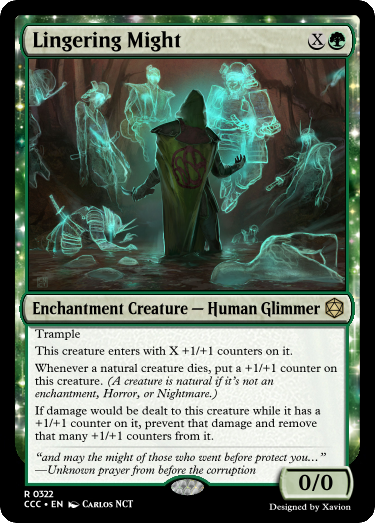 Lingering Might X
Enchantment Creature — Human Glimmer
Trample
This creature enters with X +1/+1 counters on it.
Whenever a natural creature dies, put a +1/+1 counter on
this creature. (A creature is natural if it's not an
enchantment, Horror, or Nightmare.)
If damage would be dealt to this creature while it has a
+1/+1 counter on it, prevent that damage and remove
that many +1/+1 counters from it.
“and may the might of those who went before protect you…”
—Unknown prayer from before the corruption
0/0
R 0322
CCC • EN Carlos NCT
Designed by Xavion